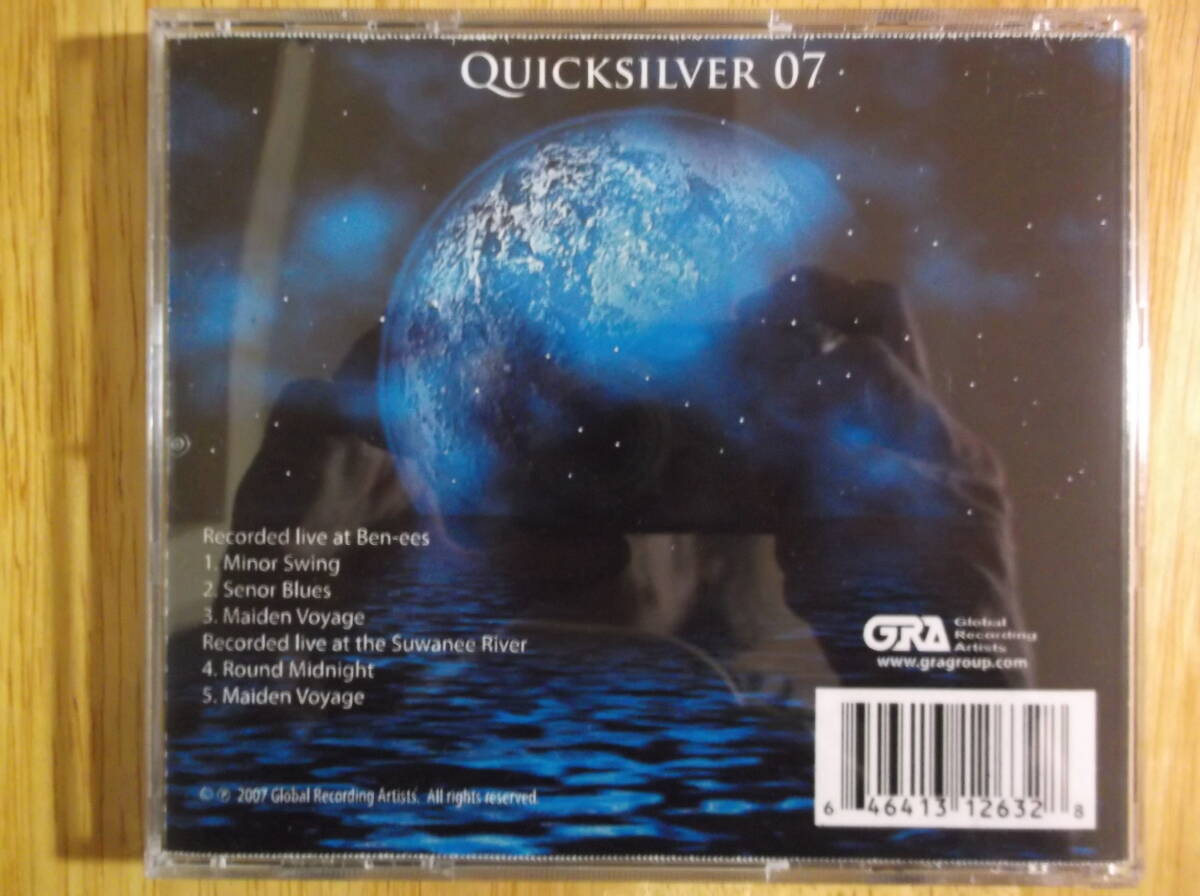 QUICKSILVER 07
Recorded live at Ben-ees
1. Minor Swing
2. Senor Blues
3. Maiden Voyage
Recorded live at the Suwanee River
4. Round Midnight
5. Maiden Voyage
GRA Global Recording Artists
www.gragroup.com
© ℗ 2007 Global Recording Artists. All rights reserved.
6 46413 12632 8